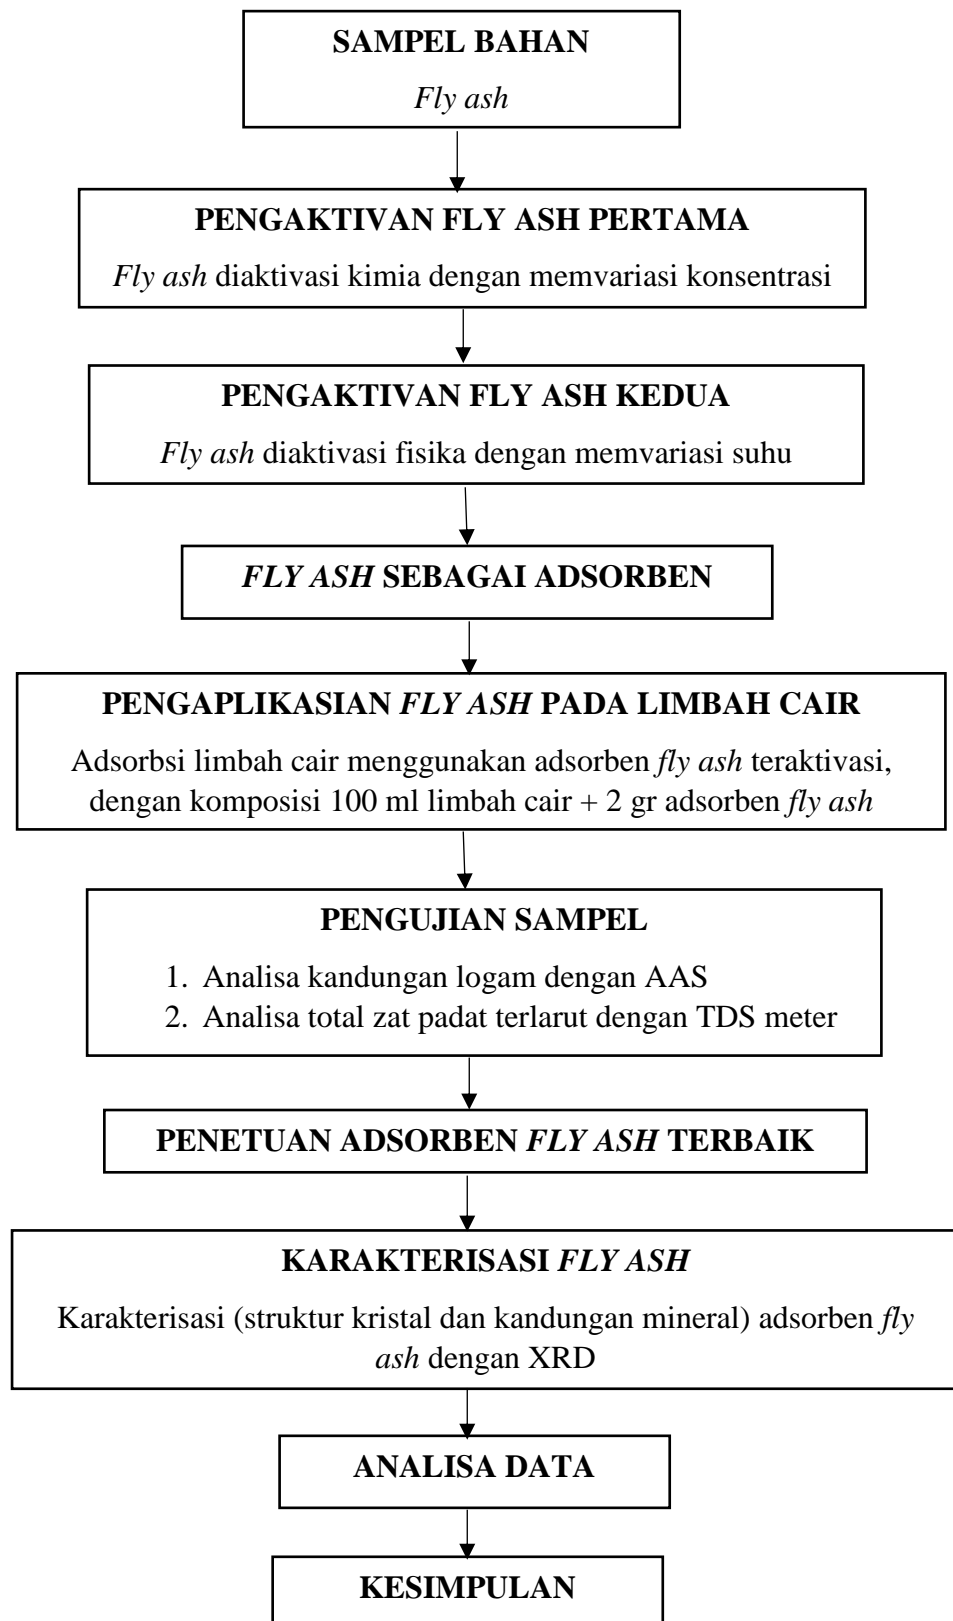 SAMPEL BAHAN
Fly ash
PENGAKTIVAN FLY ASH PERTAMA
Fly ash diaktivasi kimia dengan memvariasi konsentrasi
PENGAKTIVAN FLY ASH KEDUA
Fly ash diaktivasi fisika dengan memvariasi suhu
FLY ASH SEBAGAI ADSORBEN
PENGAPLIKASIAN FLY ASH PADA LIMBAH CAIR
Adsorbsi limbah cair menggunakan adsorben fly ash teraktivasi,
dengan komposisi 100 ml limbah cair + 2 gr adsorben fly ash
PENGUJIAN SAMPEL
1. Analisa kandungan logam dengan AAS
2. Analisa total zat padat terlarut dengan TDS meter
PENETUAN ADSORBEN FLY ASH TERBAIK
KARAKTERISASI FLY ASH
Karakterisasi (struktur kristal dan kandungan mineral) adsorben fly
ash dengan XRD
ANALISA DATA
KESIMPULAN